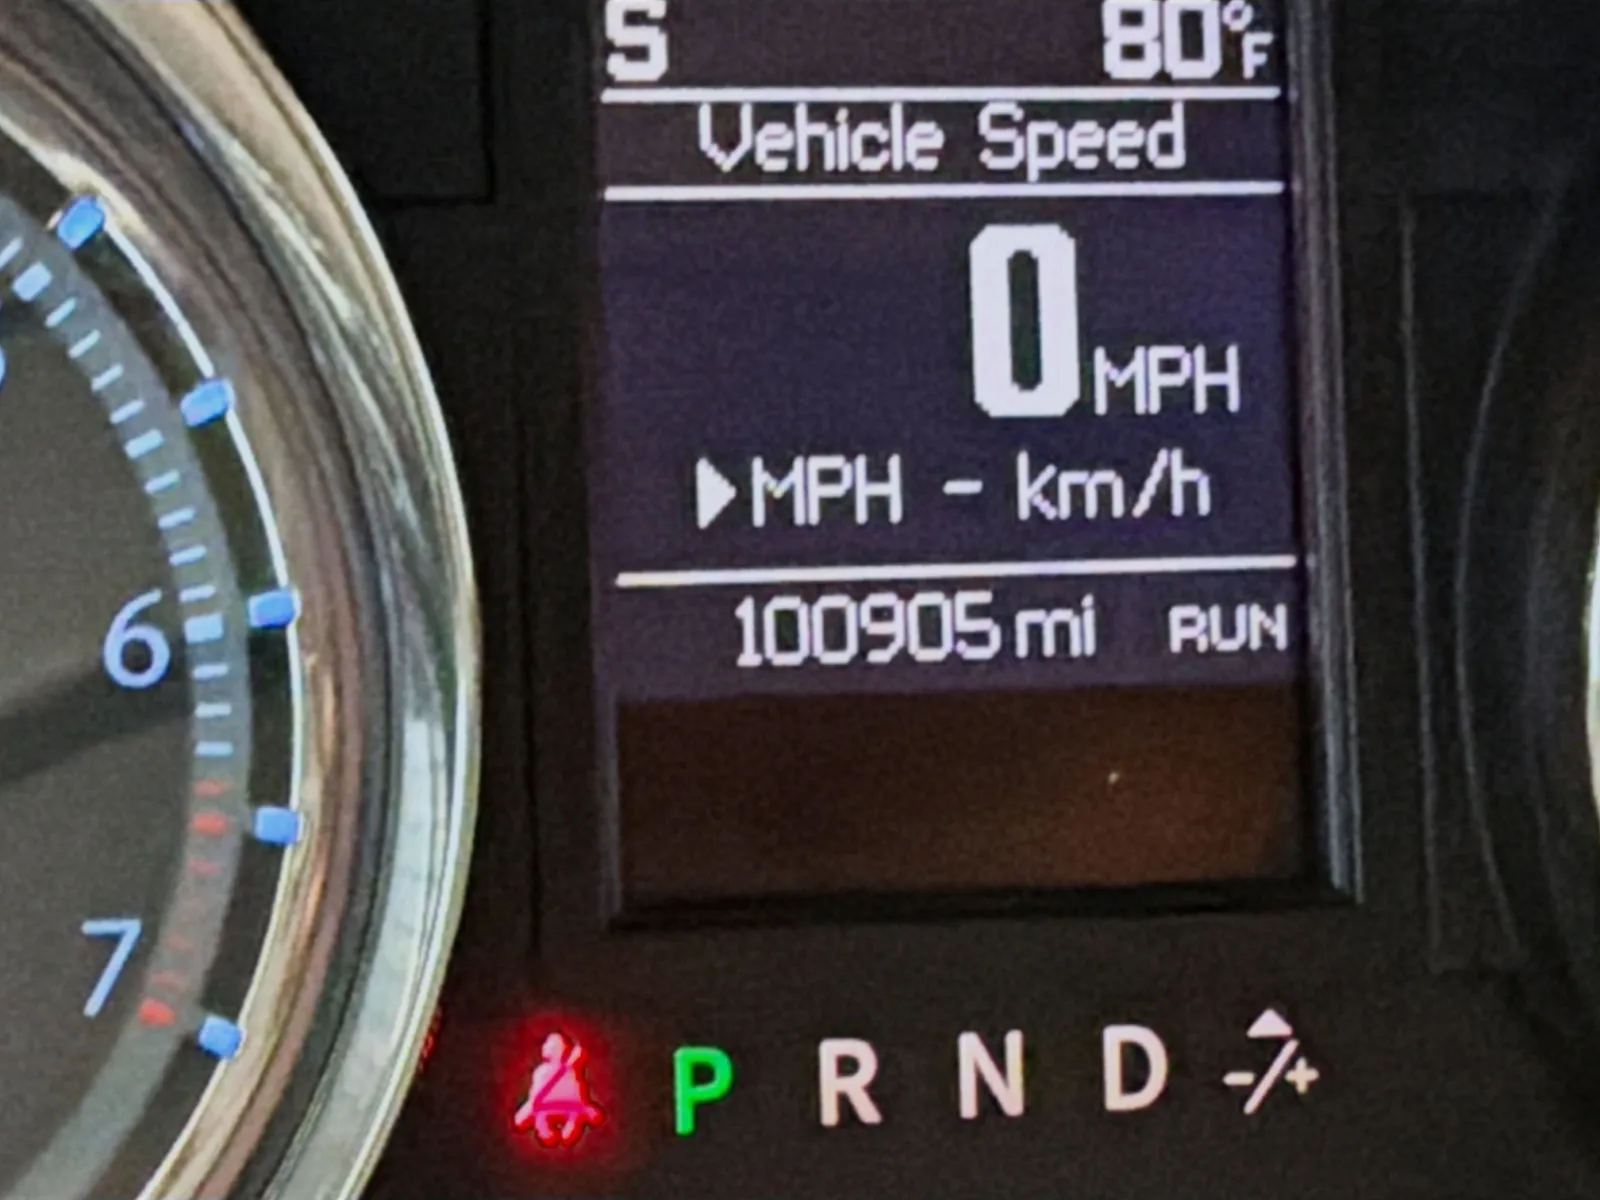 S 80°F
Vehicle Speed
0 MPH
▶MPH - km/h
6
100905 mi RUN
7
P R N D -/+